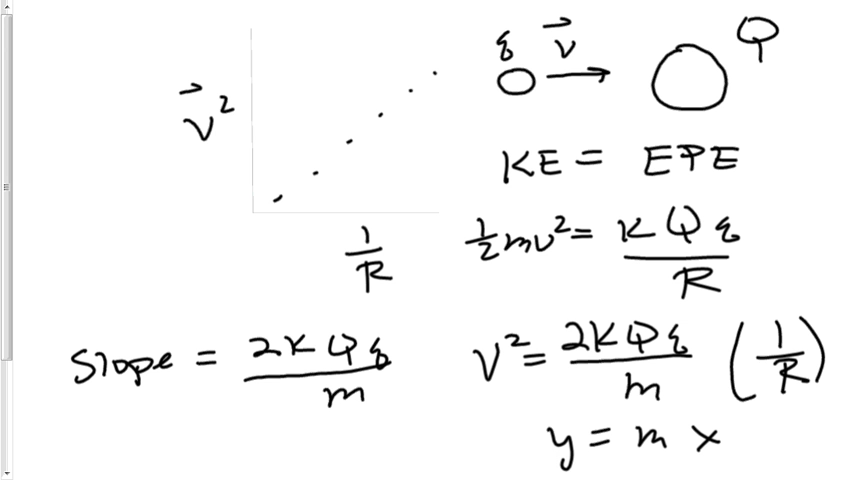 q v⃗ Q
v⃗²
KE = EPE
1/R
½mv² = KQq/R
Slope = 2KQq/m
V² = 2KQq/m (1/R)
y = m x